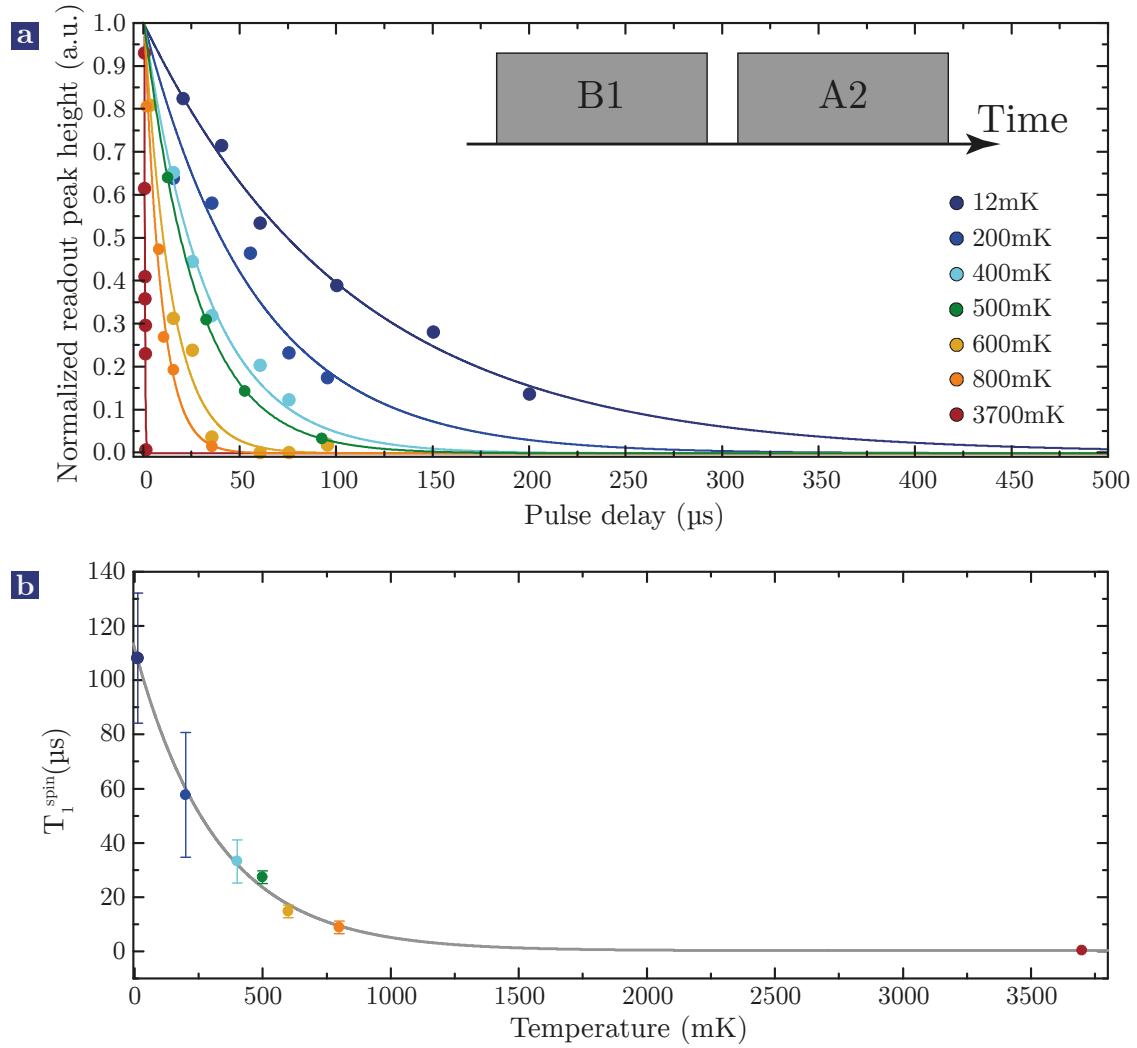 a
Normalized readout peak height (a.u.)
1.0
0.9
0.8
0.7
0.6
0.5
0.4
0.3
0.2
0.1
0.0
B1
A2
Time
12mK
200mK
400mK
500mK
600mK
800mK
3700mK
0 50 100 150 200 250 300 350 400 450 500
Pulse delay (µs)
b
T₁ˢᵖⁱⁿ(µs)
140
120
100
80
60
40
20
0
0 500 1000 1500 2000 2500 3000 3500
Temperature (mK)